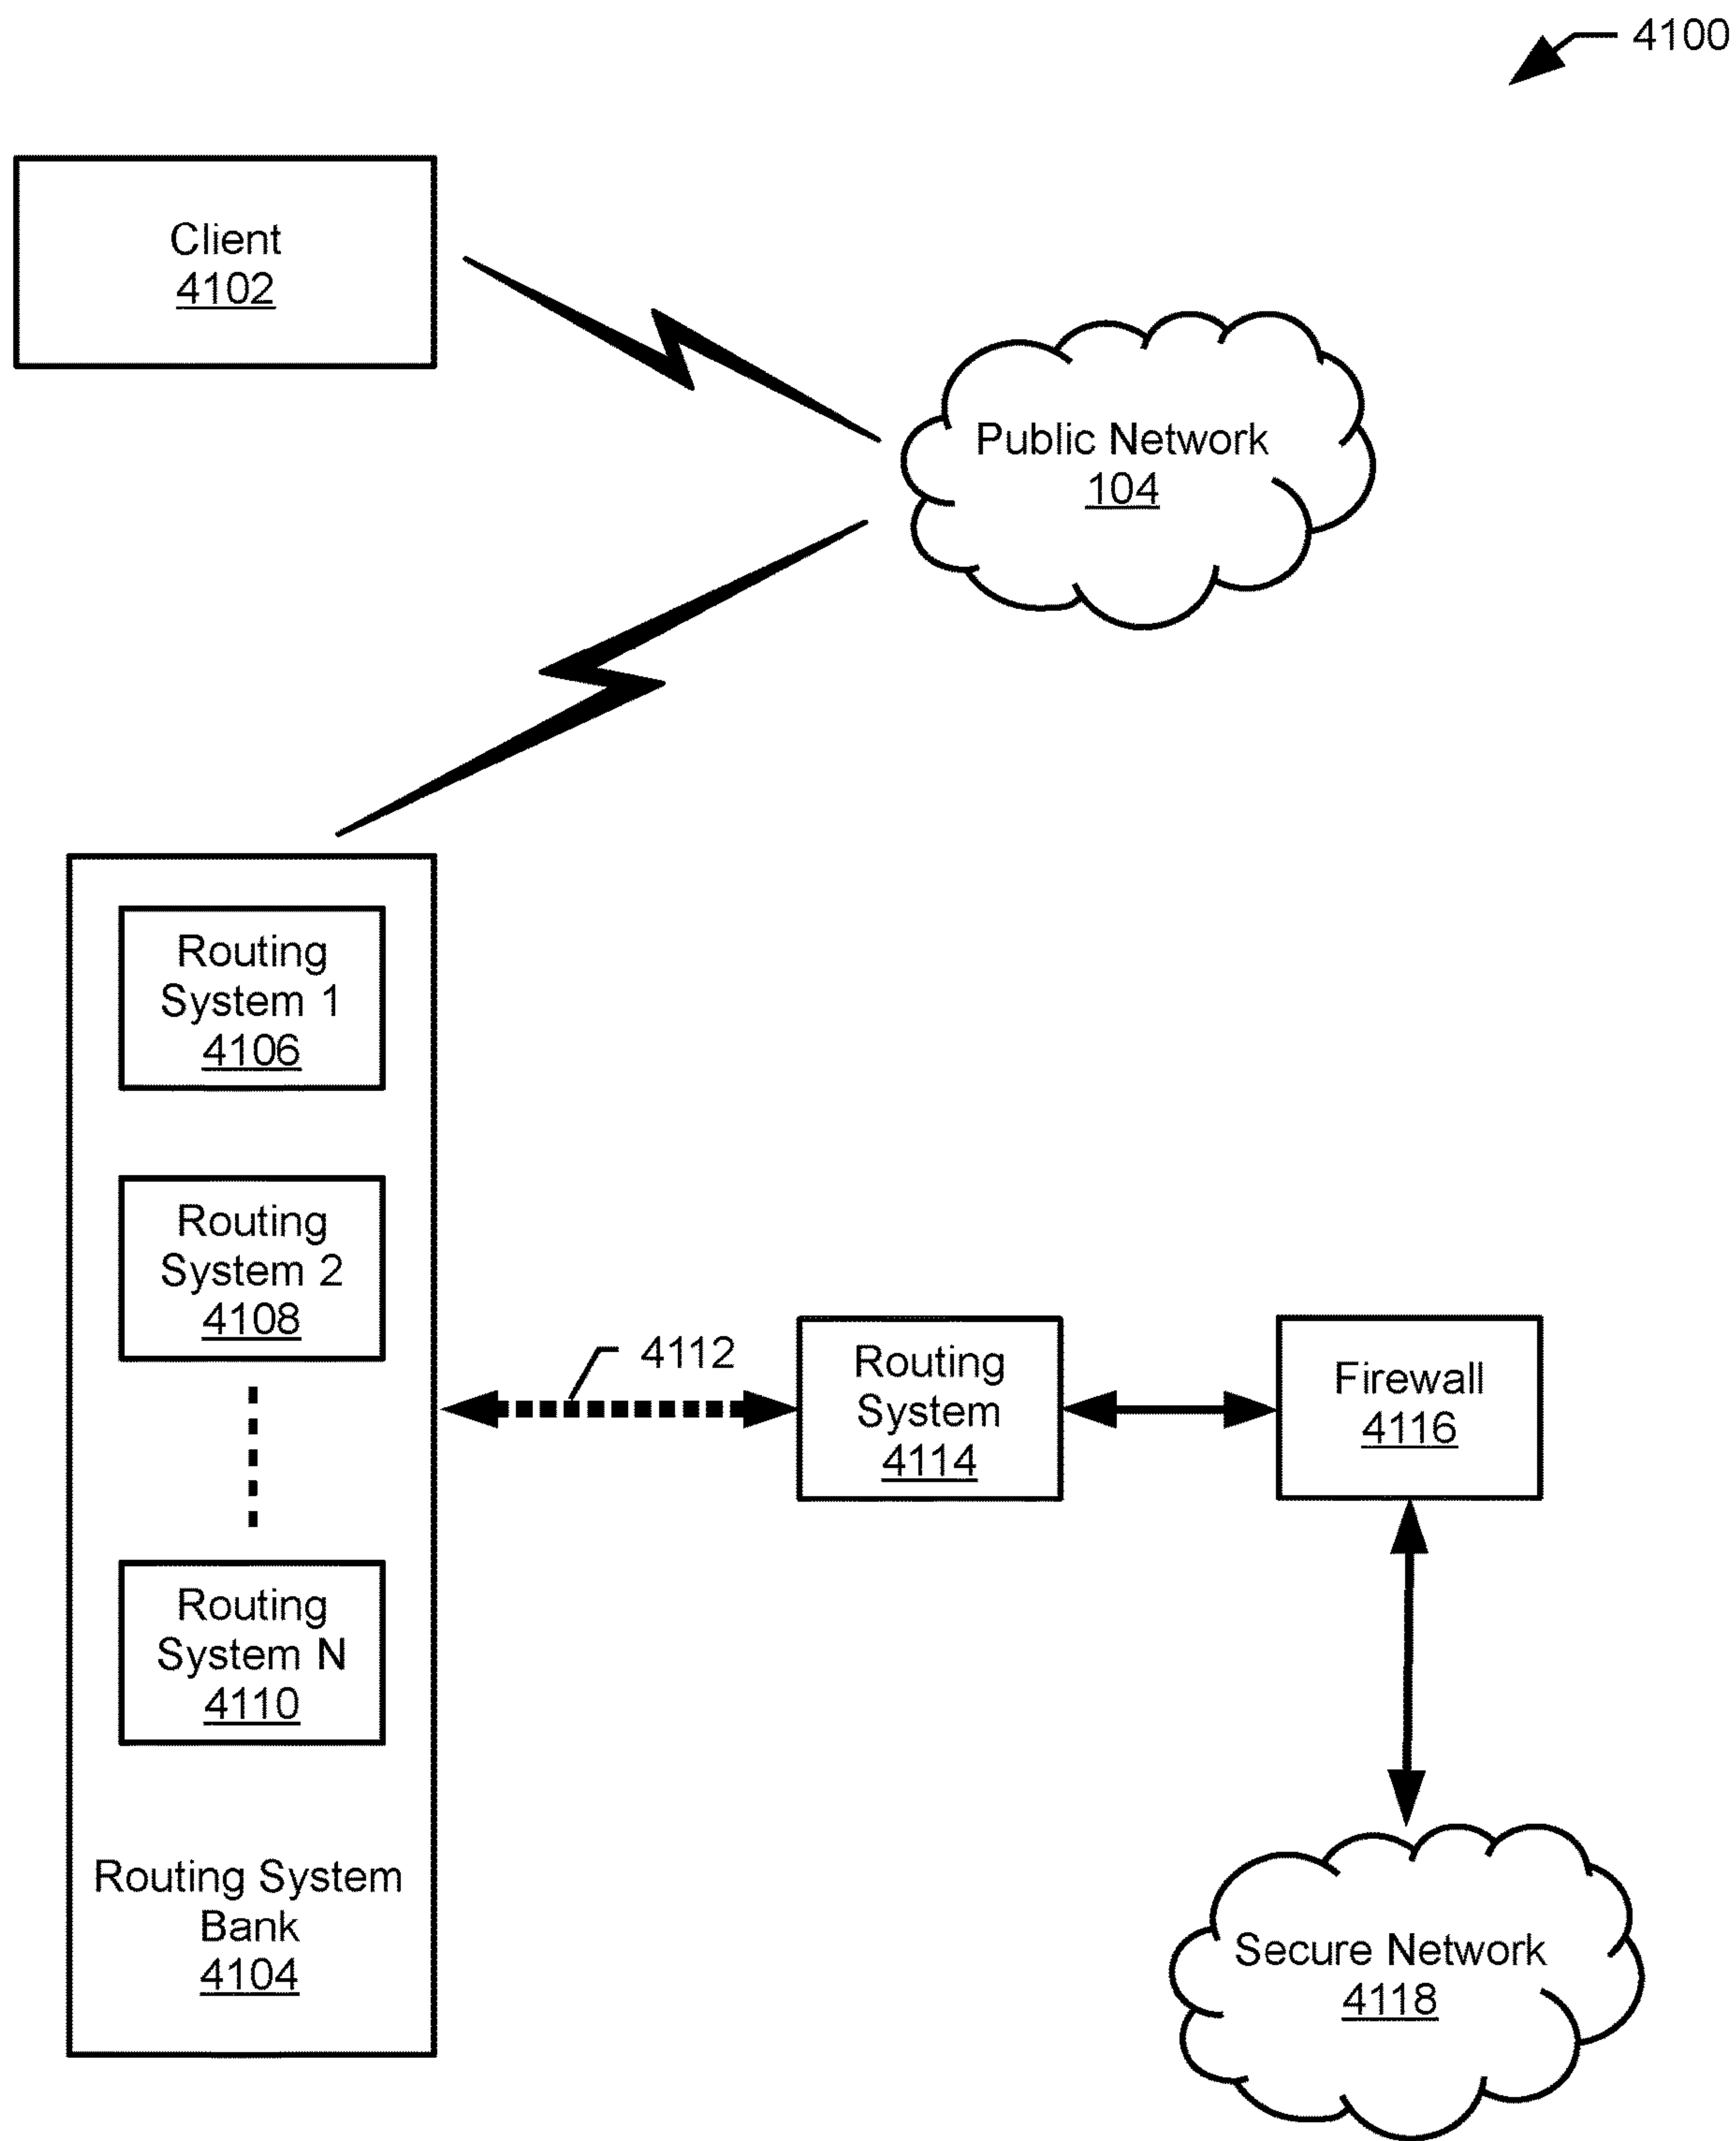 4100
Client
4102
Public Network
104
Routing
System 1
4106
Routing
System 2
4108
4112
Routing
System
4114
Firewall
4116
Routing
System N
4110
Routing System
Bank
4104
Secure Network
4118